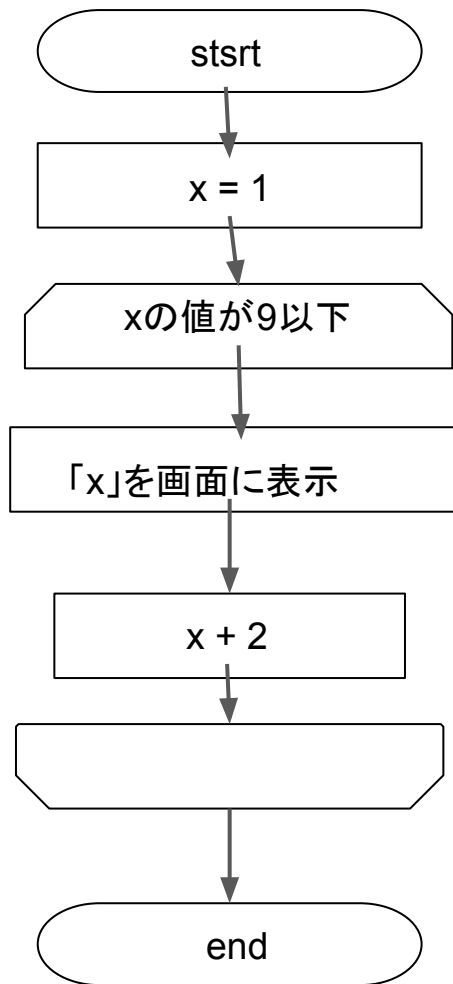 stsrt
x = 1
xの値が9以下
「x」を画面に表示
x + 2
end